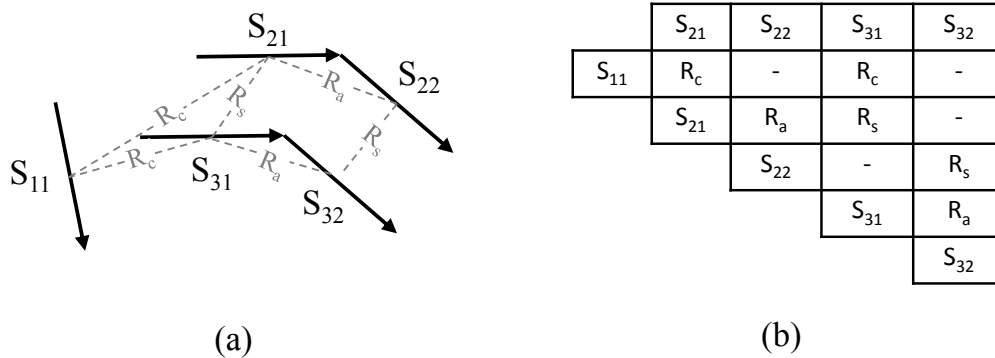 S21
S22
Ra
Rc
Rs
Rs
Rc
Ra
S11
S31
S32
(a)
S21 S22 S31 S32
S11 Rc - Rc -
S21 Ra Rs -
S22 - Rs
S31 Ra
S32
(b)